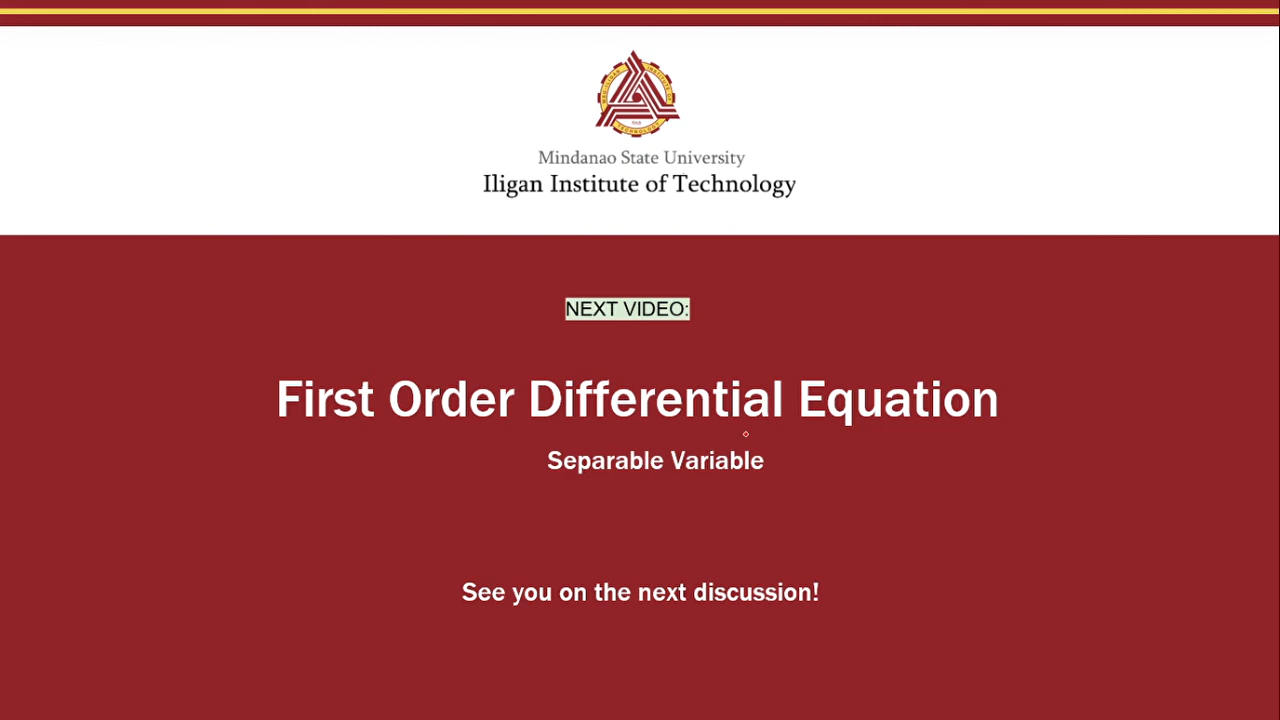 Mindanao State University
Iligan Institute of Technology
NEXT VIDEO:
First Order Differential Equation
Separable Variable
See you on the next discussion!